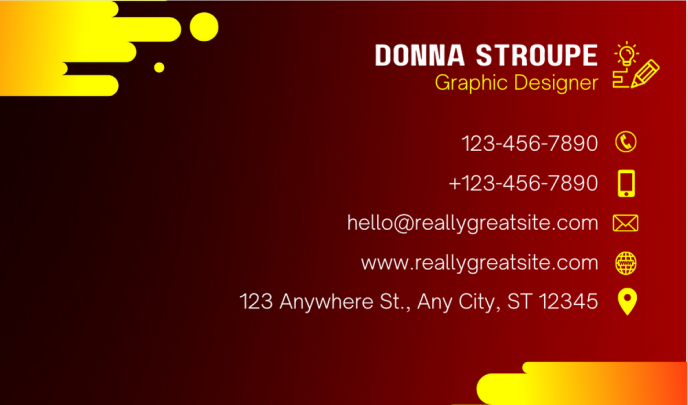 DONNA STROUPE
Graphic Designer
123-456-7890
+123-456-7890
hello@reallygreatsite.com
www.reallygreatsite.com
123 Anywhere St., Any City, ST 12345